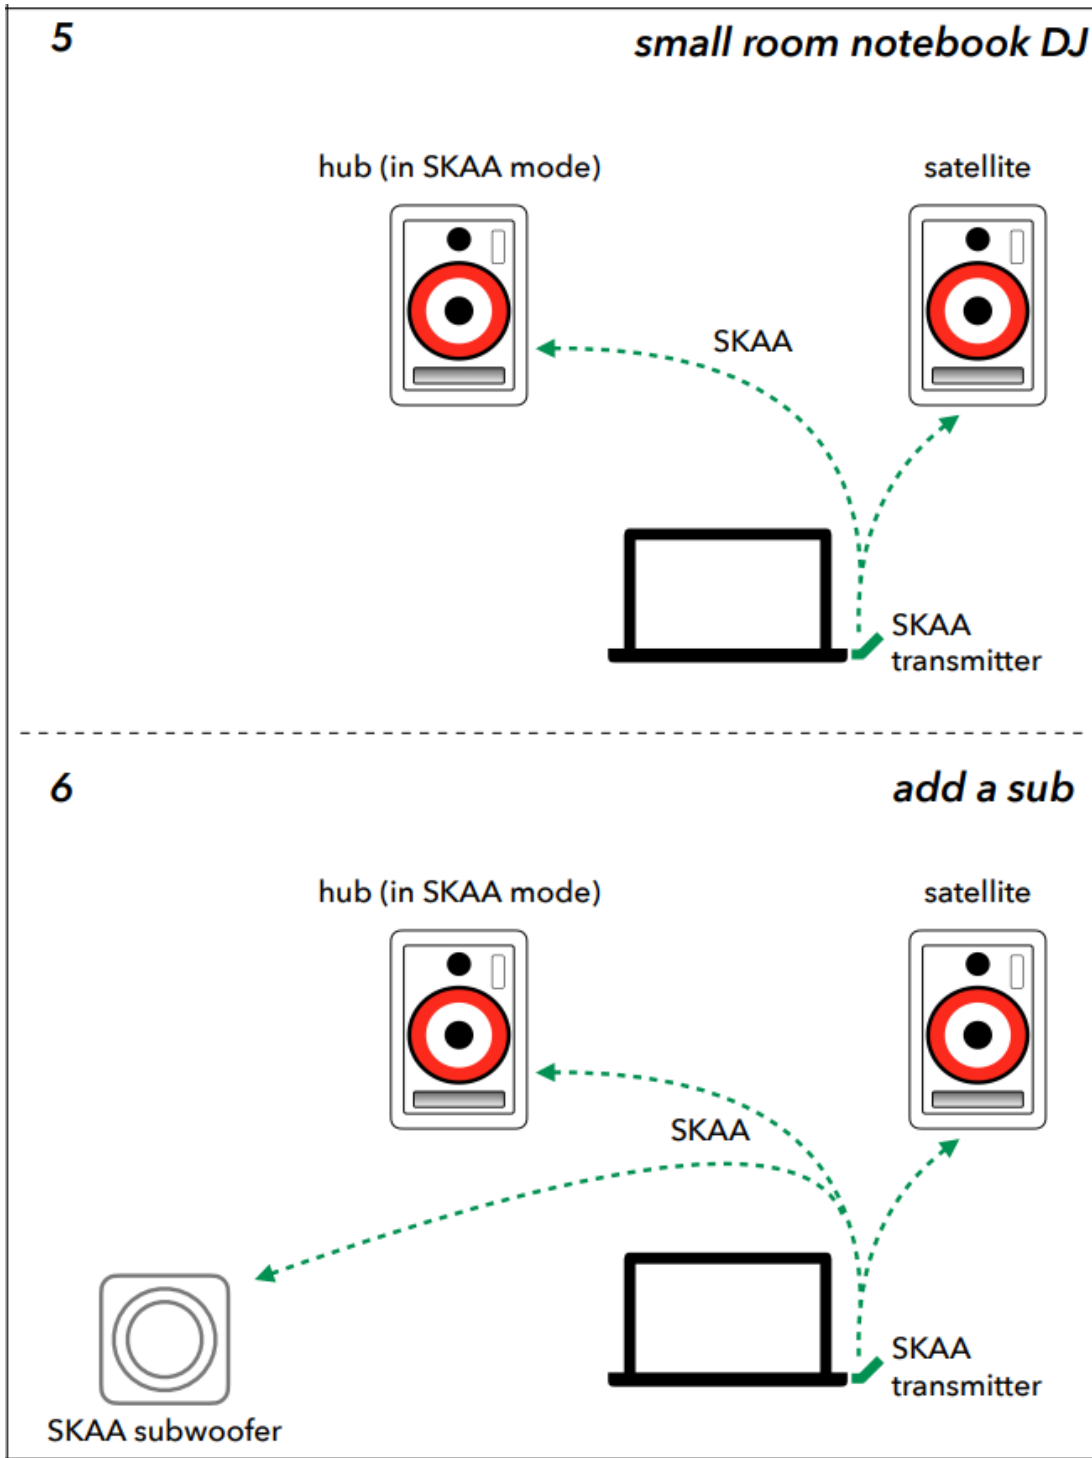 5
small room notebook DJ
hub (in SKAA mode)
satellite
SKAA
SKAA
transmitter
6
add a sub
hub (in SKAA mode)
satellite
SKAA
SKAA
transmitter
SKAA subwoofer